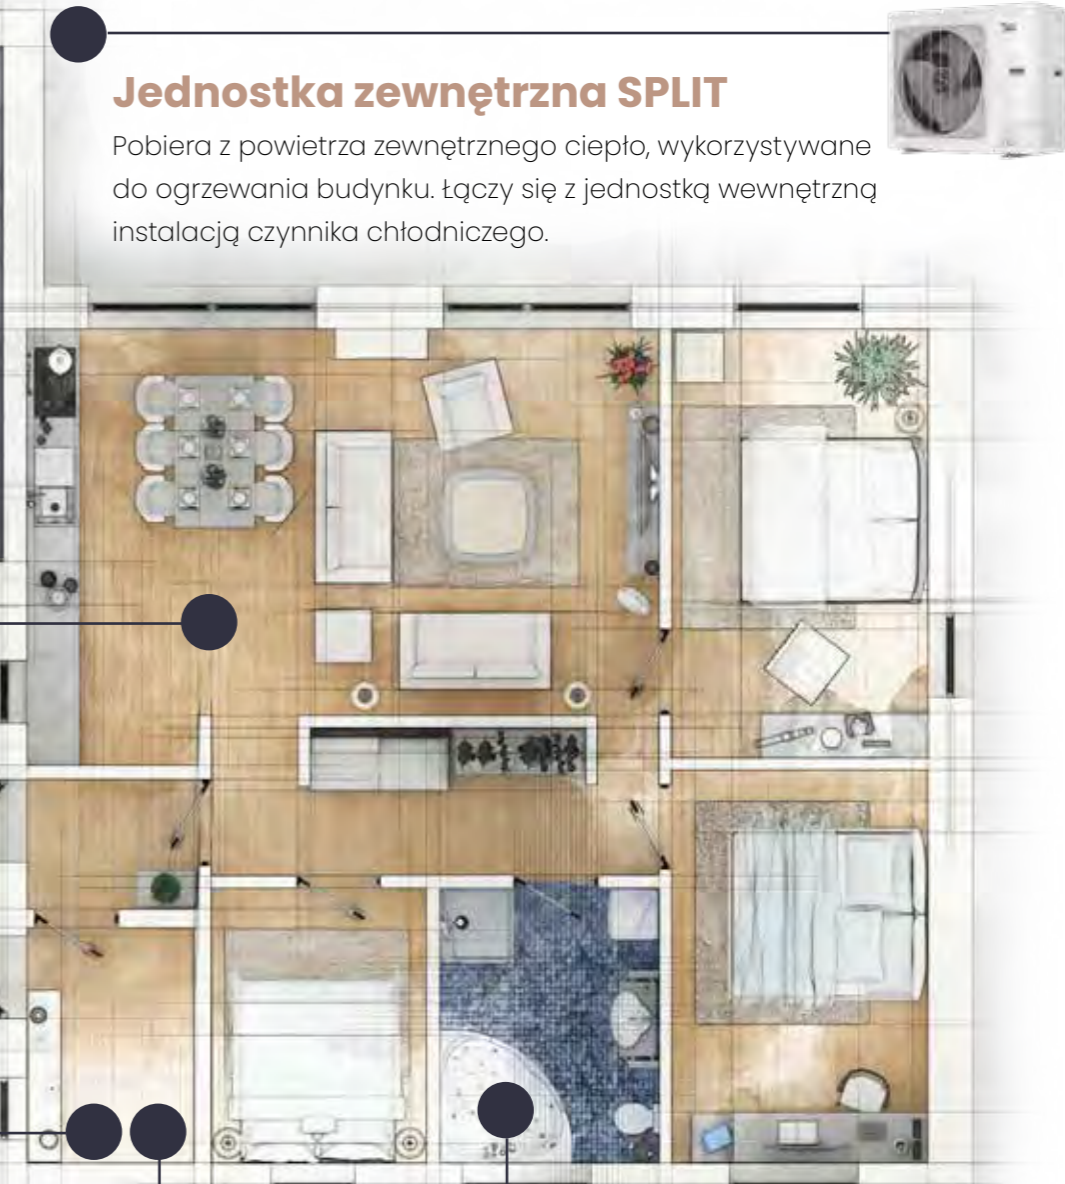 Jednostka zewnętrzna SPLIT
Pobiera z powietrza zewnętrznego ciepło, wykorzystywane
do ogrzewania budynku. Łączy się z jednostką wewnętrzną
instalacją czynnika chłodniczego.